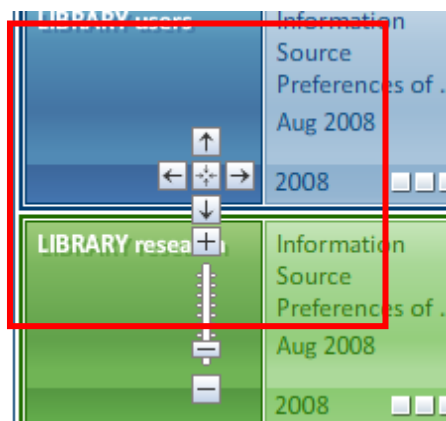 LIBRARY users
Information
Source
Preferences of ..
Aug 2008
2008
LIBRARY resea
Information
Source
Preferences of ..
Aug 2008
2008